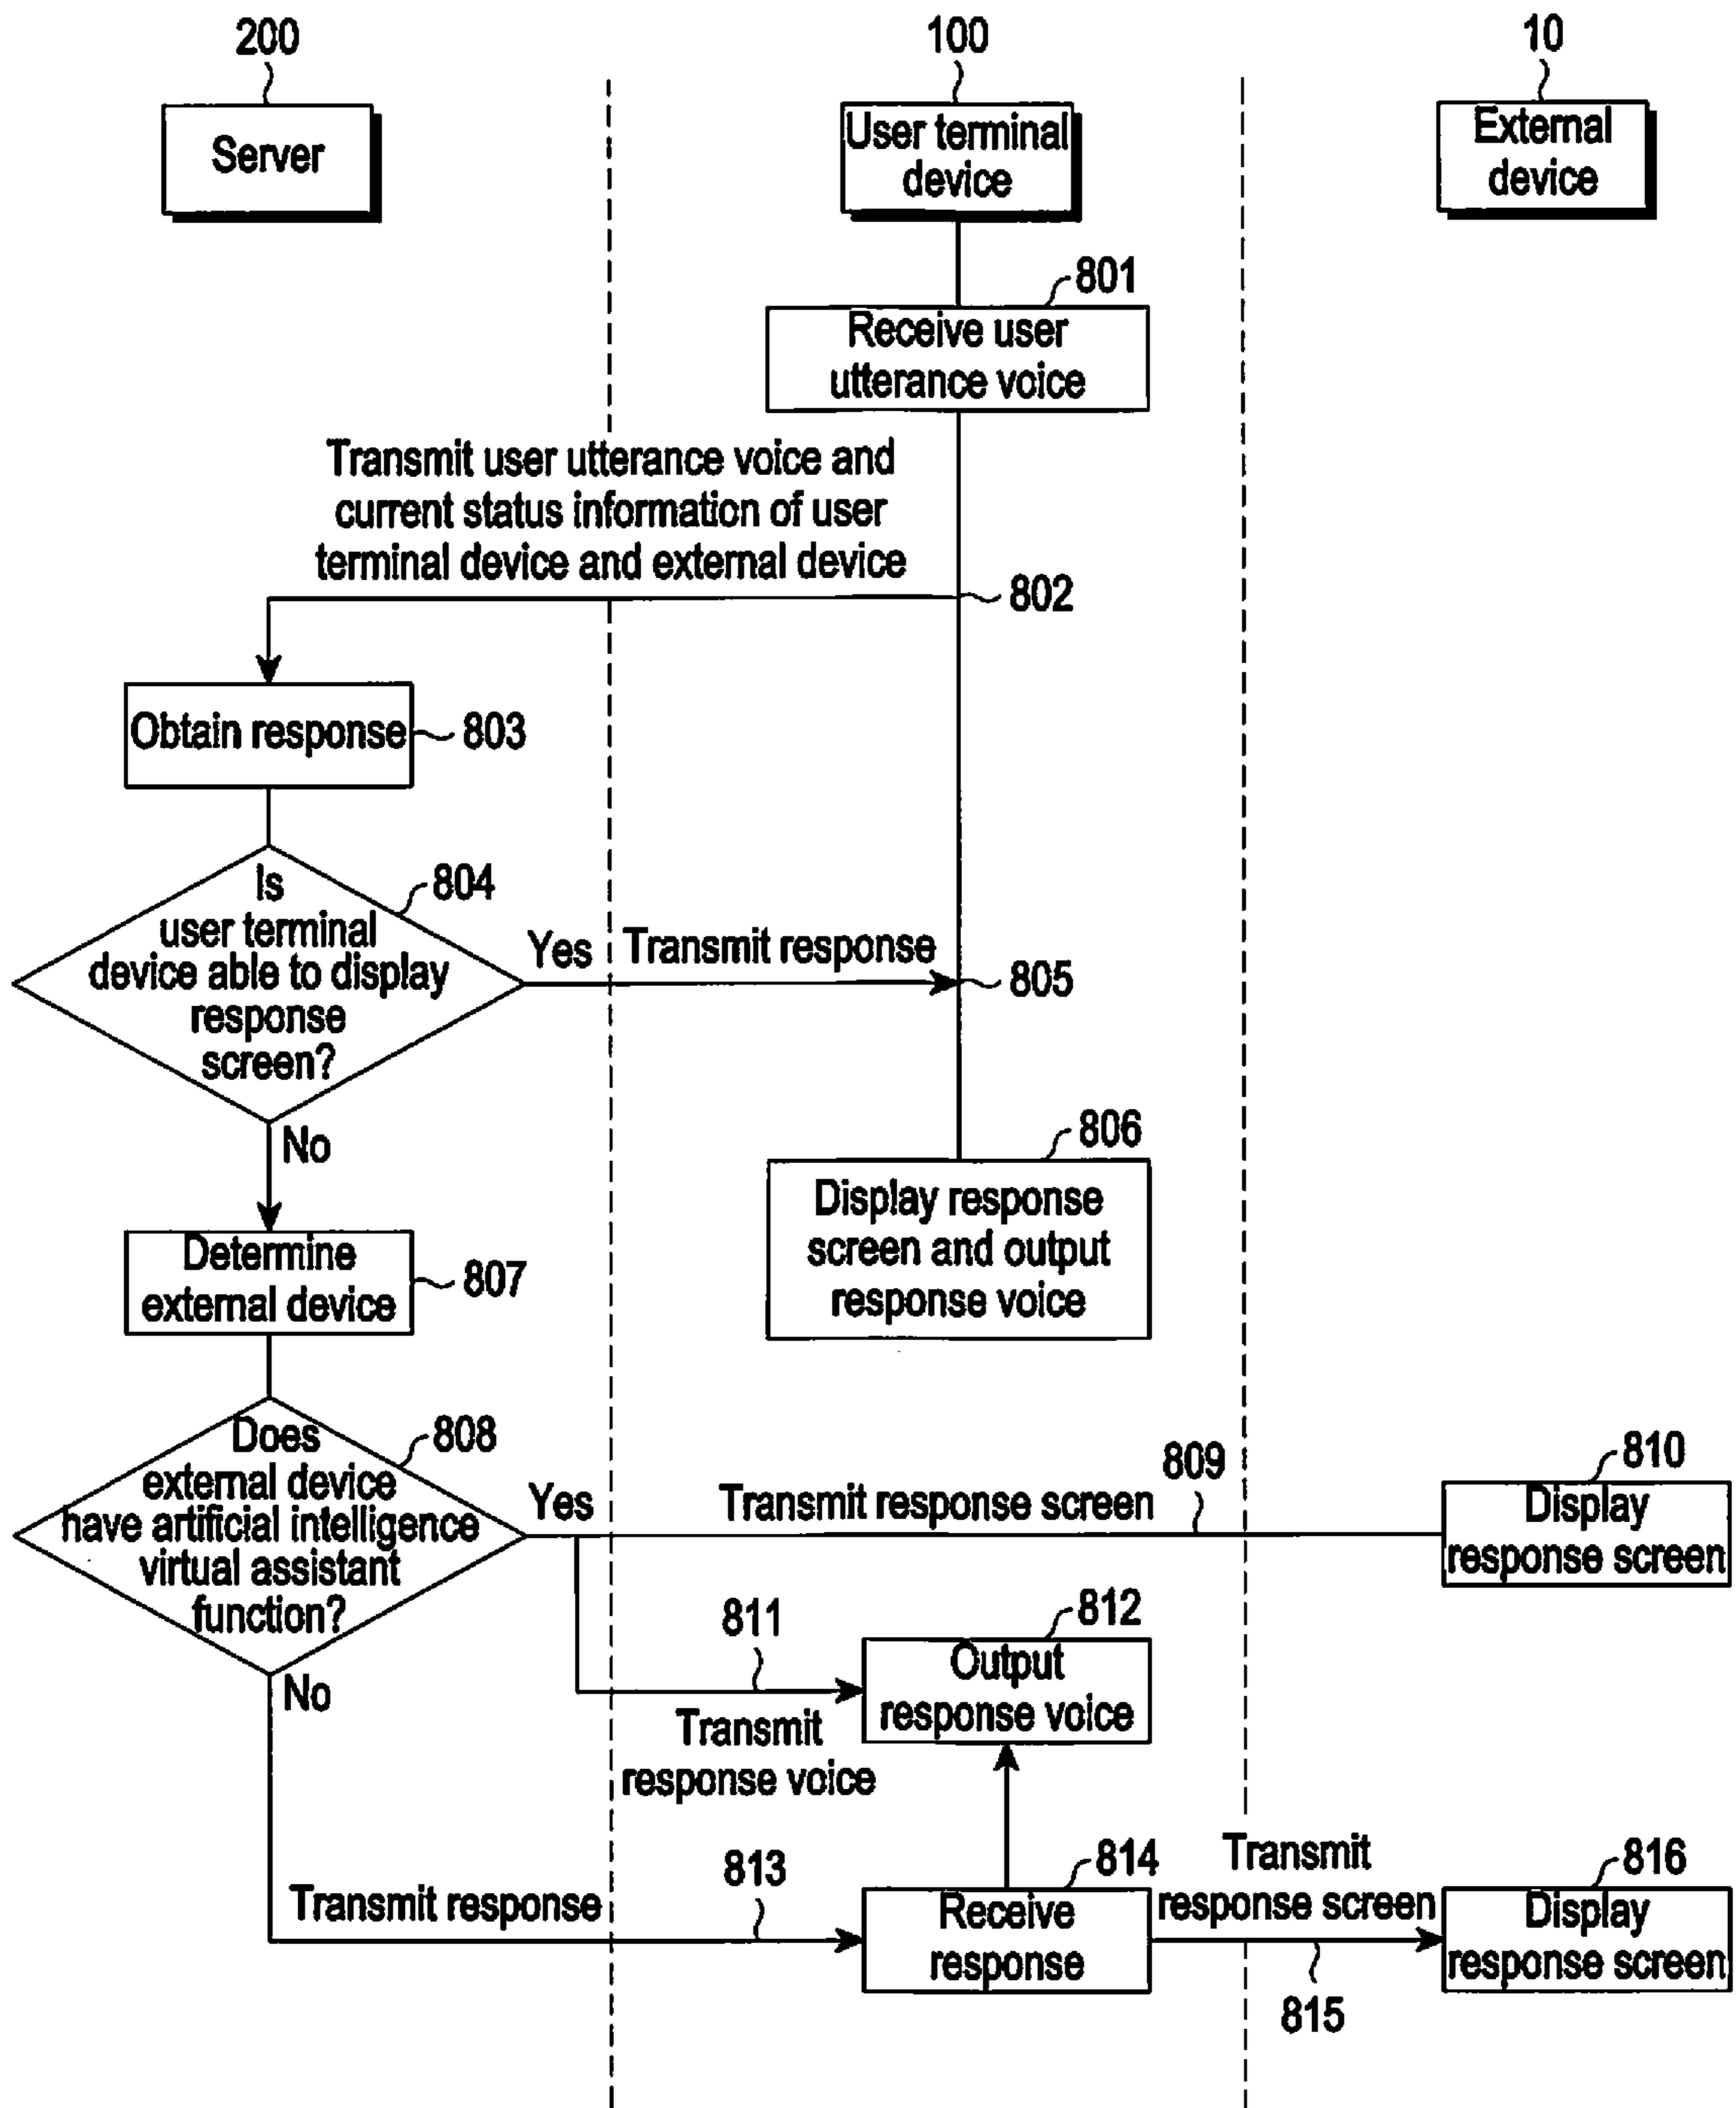 200
100
10
Server
User terminal
device
External
device
801
Receive user
utterance voice
Transmit user utterance voice and
current status information of user
terminal device and external device
802
Obtain response
803
Is
user terminal
device able to display
response
screen?
804
Yes
Transmit response
805
No
806
Display response
screen and output
response voice
Determine
external device
807
Does
external device
have artificial intelligence
virtual assistant
function?
808
Yes
Transmit response screen
809
810
Display
response screen
811
Transmit
response voice
812
Output
response voice
No
Transmit response
813
814
Receive
response
Transmit
response screen
815
816
Display
response screen